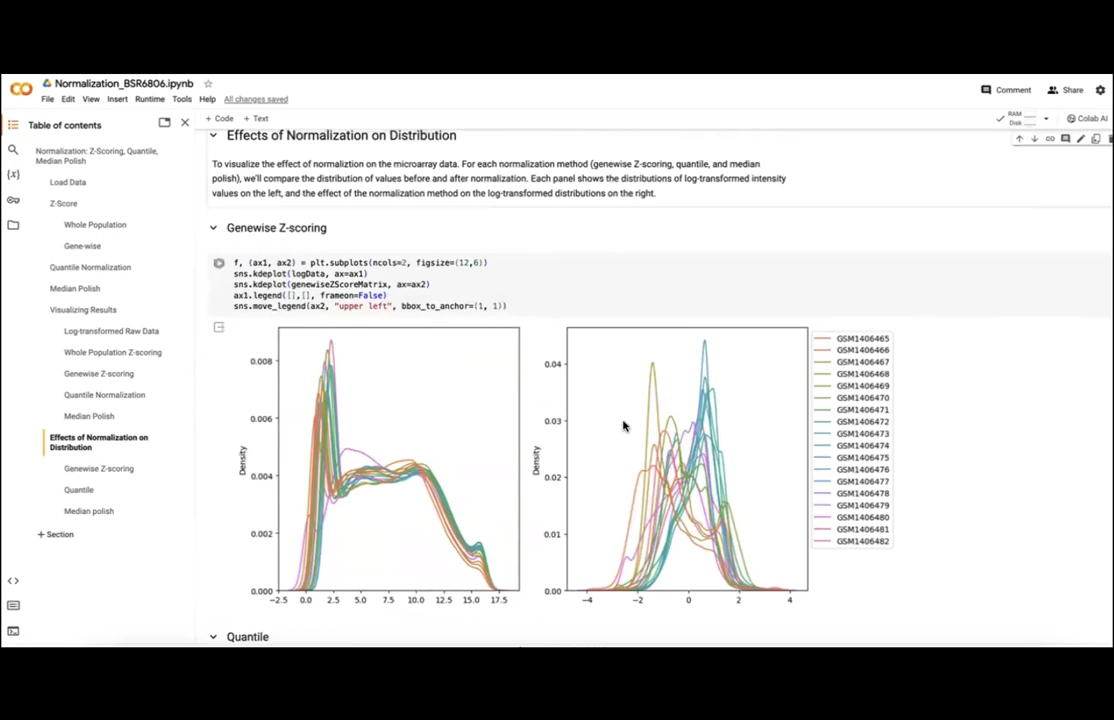 Normalization_BSR6806.ipynb
File Edit View Insert Runtime Tools Help All changes saved
Comment Share
+ Code + Text
RAM
Disk
Colab AI
Table of contents
Normalization: Z-Scoring, Quantile,
Median Polish
Load Data
Z-Score
Whole Population
Gene-wise
Quantile Normalization
Median Polish
Visualizing Results
Log-transformed Raw Data
Whole Population Z-scoring
Genewise Z-scoring
Quantile Normalization
Median Polish
Effects of Normalization on
Distribution
Genewise Z-scoring
Quantile
Median polish
+ Section
Effects of Normalization on Distribution
To visualize the effect of normaliztion on the microarray data. For each normalization method (genewise Z-scoring, quantile, and median
polish), we'll compare the distribution of values before and after normalization. Each panel shows the distributions of log-transformed intensity
values on the left, and the effect of the normalization method on the log-transformed distributions on the right.
Genewise Z-scoring
f, (ax1, ax2) = plt.subplots(ncols=2, figsize=(12,6))
sns.kdeplot(logData, ax=ax1)
sns.kdeplot(genewiseZScoreMatrix, ax=ax2)
ax1.legend([],[], frameon=False)
sns.move_legend(ax2, "upper left", bbox_to_anchor=(1, 1))
0.008
0.006
0.004
0.002
0.000
Density
−2.5 0.0 2.5 5.0 7.5 10.0 12.5 15.0 17.5
0.04
0.03
0.02
0.01
0.00
Density
−4 −2 0 2 4
GSM1406465
GSM1406466
GSM1406467
GSM1406468
GSM1406469
GSM1406470
GSM1406471
GSM1406472
GSM1406473
GSM1406474
GSM1406475
GSM1406476
GSM1406477
GSM1406478
GSM1406479
GSM1406480
GSM1406481
GSM1406482
Quantile